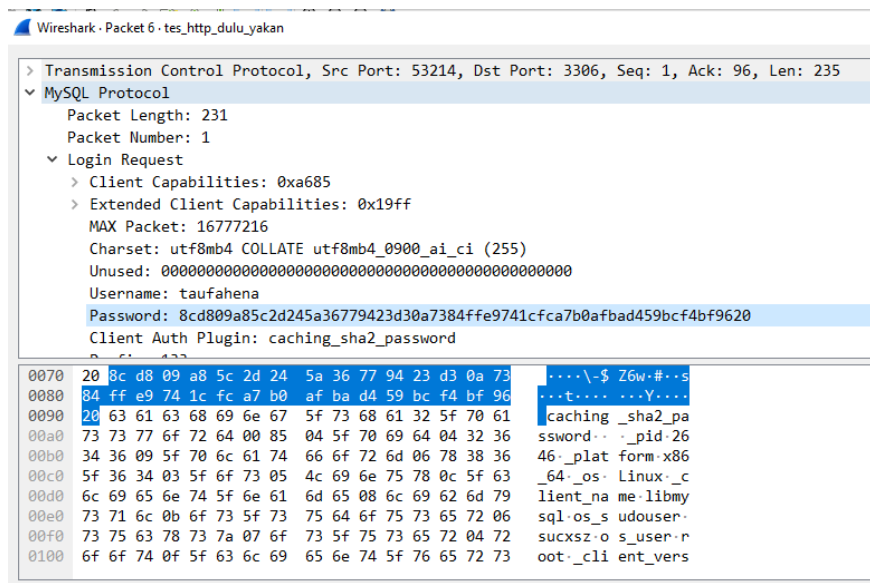 Wireshark · Packet 6 · tes_http_dulu_yakan
> Transmission Control Protocol, Src Port: 53214, Dst Port: 3306, Seq: 1, Ack: 96, Len: 235
MySQL Protocol
Packet Length: 231
Packet Number: 1
Login Request
> Client Capabilities: 0xa685
> Extended Client Capabilities: 0x19ff
MAX Packet: 16777216
Charset: utf8mb4 COLLATE utf8mb4_0900_ai_ci (255)
Unused: 0000000000000000000000000000000000000000000000
Username: taufahena
Password: 8cd809a85c2d245a36779423d30a7384ffe9741cfca7b0afbad459bcf4bf9620
Client Auth Plugin: caching_sha2_password
0070 20 8c d8 09 a8 5c 2d 24 5a 36 77 94 23 d3 0a 73 ····\-$ Z6w·#··s
0080 84 ff e9 74 1c fc a7 b0 af ba d4 59 bc f4 bf 96 ···t···· ···Y····
0090 20 63 61 63 68 69 6e 67 5f 73 68 61 32 5f 70 61 caching _sha2_pa
00a0 73 73 77 6f 72 64 00 85 04 5f 70 69 64 04 32 36 ssword·· ·_pid·26
00b0 34 36 09 5f 70 6c 61 74 66 6f 72 6d 06 78 38 36 46·_plat form·x86
00c0 5f 36 34 03 5f 6f 73 05 4c 69 6e 75 78 0c 5f 63 _64·_os· Linux·_c
00d0 6c 69 65 6e 74 5f 6e 61 6d 65 08 6c 69 62 6d 79 lient_na me·libmy
00e0 73 71 6c 0b 6f 73 5f 73 75 64 6f 75 73 65 72 06 sql·os_s udouser·
00f0 73 75 63 78 73 7a 07 6f 73 5f 75 73 65 72 04 72 sucxsz·o s_user·r
0100 6f 6f 74 0f 5f 63 6c 69 65 6e 74 5f 76 65 72 73 oot·_cli ent_vers